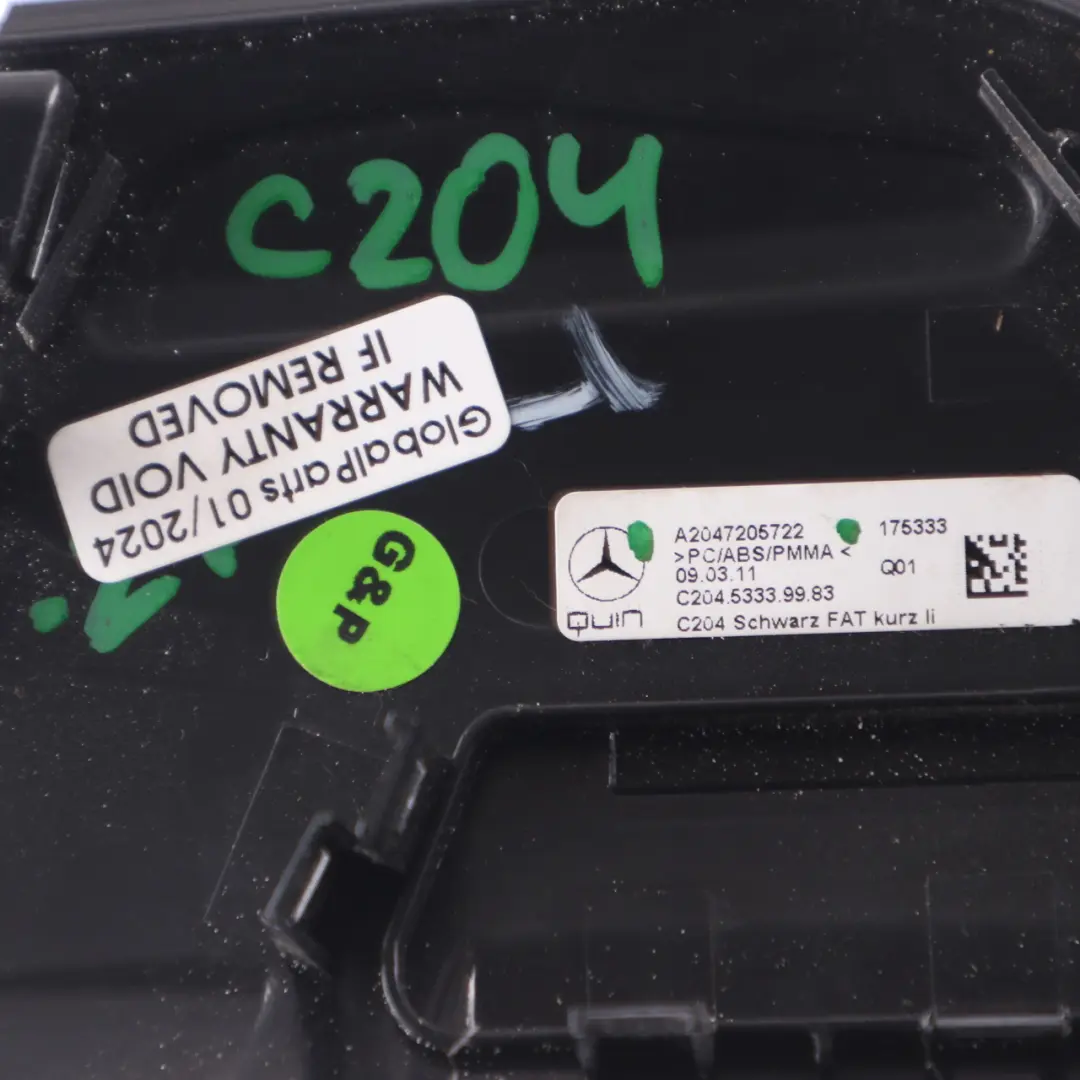 C204
GlobalParts 01/2024
WARRANTY VOID
IF REMOVED
G&P
QUIN
A2047205722 175333
>PC/ABS/PMMA<
09.03.11 Q01
C204.5333.99.83
C204 Schwarz FAT kurz li